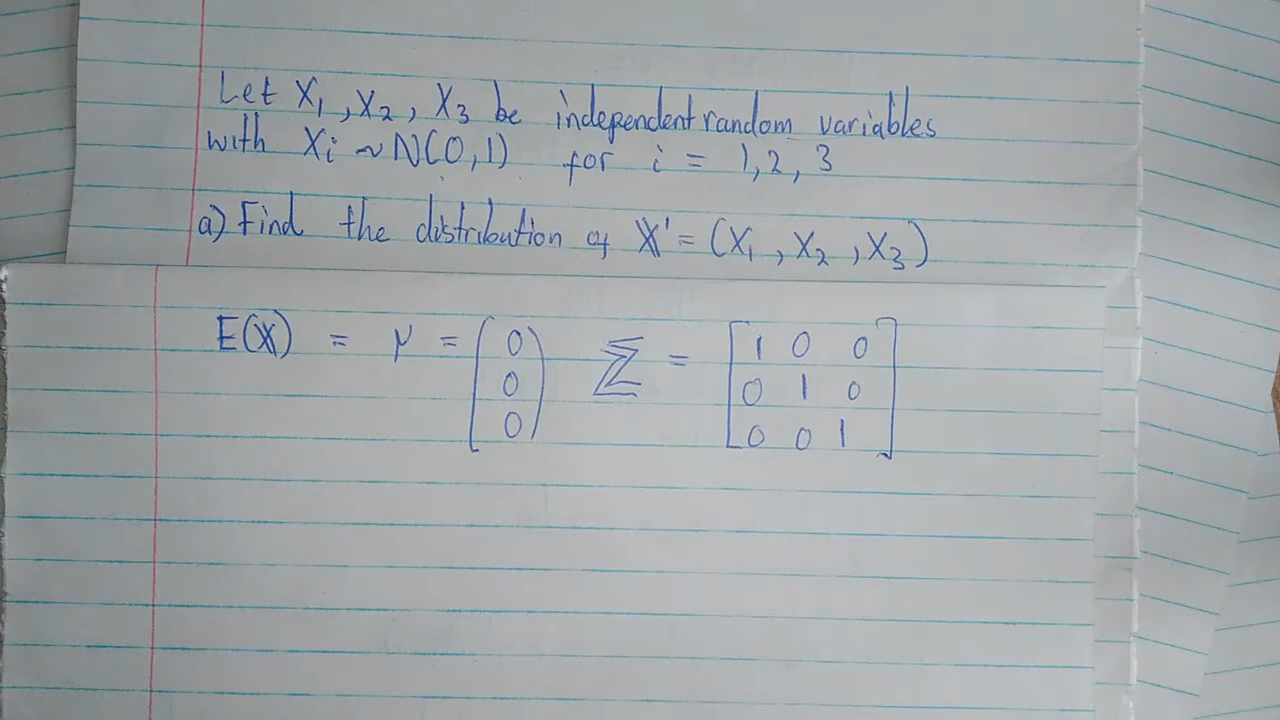 Let X₁, X₂, X₃ be independent random variables
with Xᵢ ~ N(0,1) for i = 1,2,3
a) Find the distribution of 𝕏' = (X₁, X₂, X₃)
E(𝕏) = μ = (0 Σ = [1 0 0
0 0 1 0
0) 0 0 1]